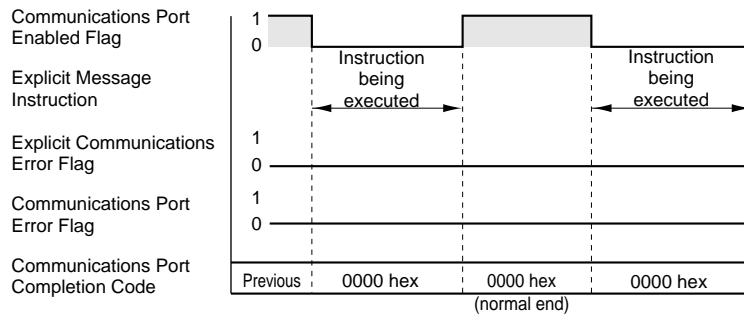 Communications Port
Enabled Flag
1
0
Explicit Message
Instruction
Instruction
being
executed
Instruction
being
executed
Explicit Communications
Error Flag
1
0
Communications Port
Error Flag
1
0
Communications Port
Completion Code
Previous
0000 hex
0000 hex
(normal end)
0000 hex